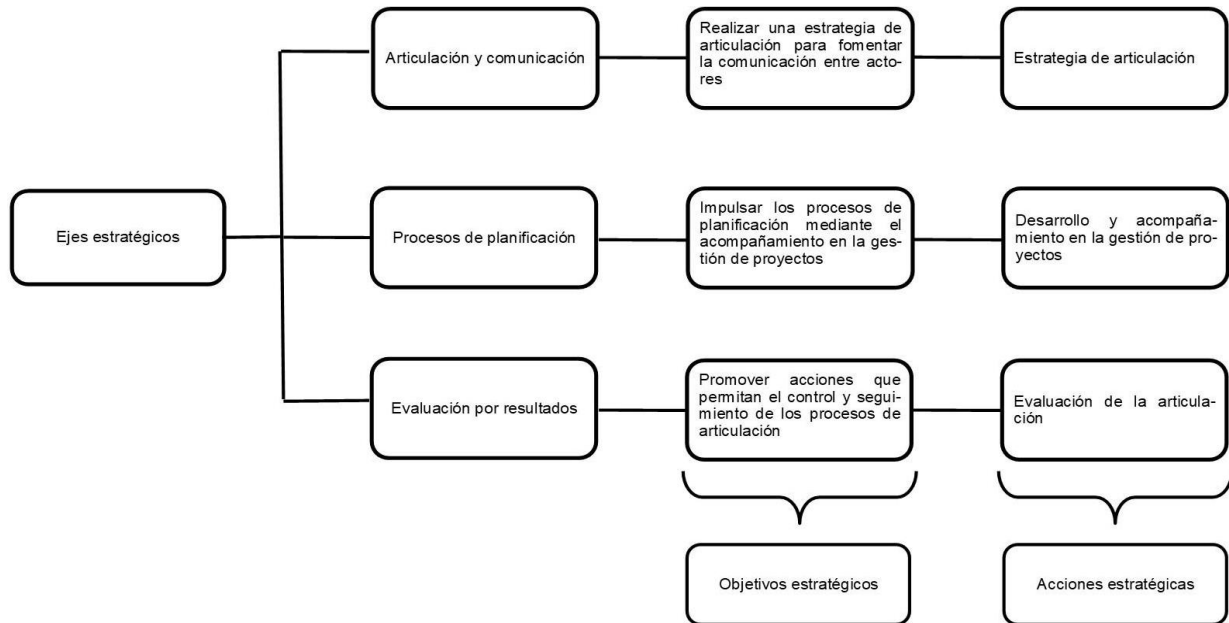 Articulación y comunicación
Realizar una estrategia de
articulación para fomentar
la comunicación entre acto-
res
Estrategia de articulación
Ejes estratégicos
Procesos de planificación
Impulsar los procesos de
planificación mediante el
acompañamiento en la ges-
tión de proyectos
Desarrollo y acompaña-
miento en la gestión de pro-
yectos
Evaluación por resultados
Promover acciones que
permitan el control y segui-
miento de los procesos de
articulación
Evaluación de la articula-
ción
Objetivos estratégicos
Acciones estratégicas